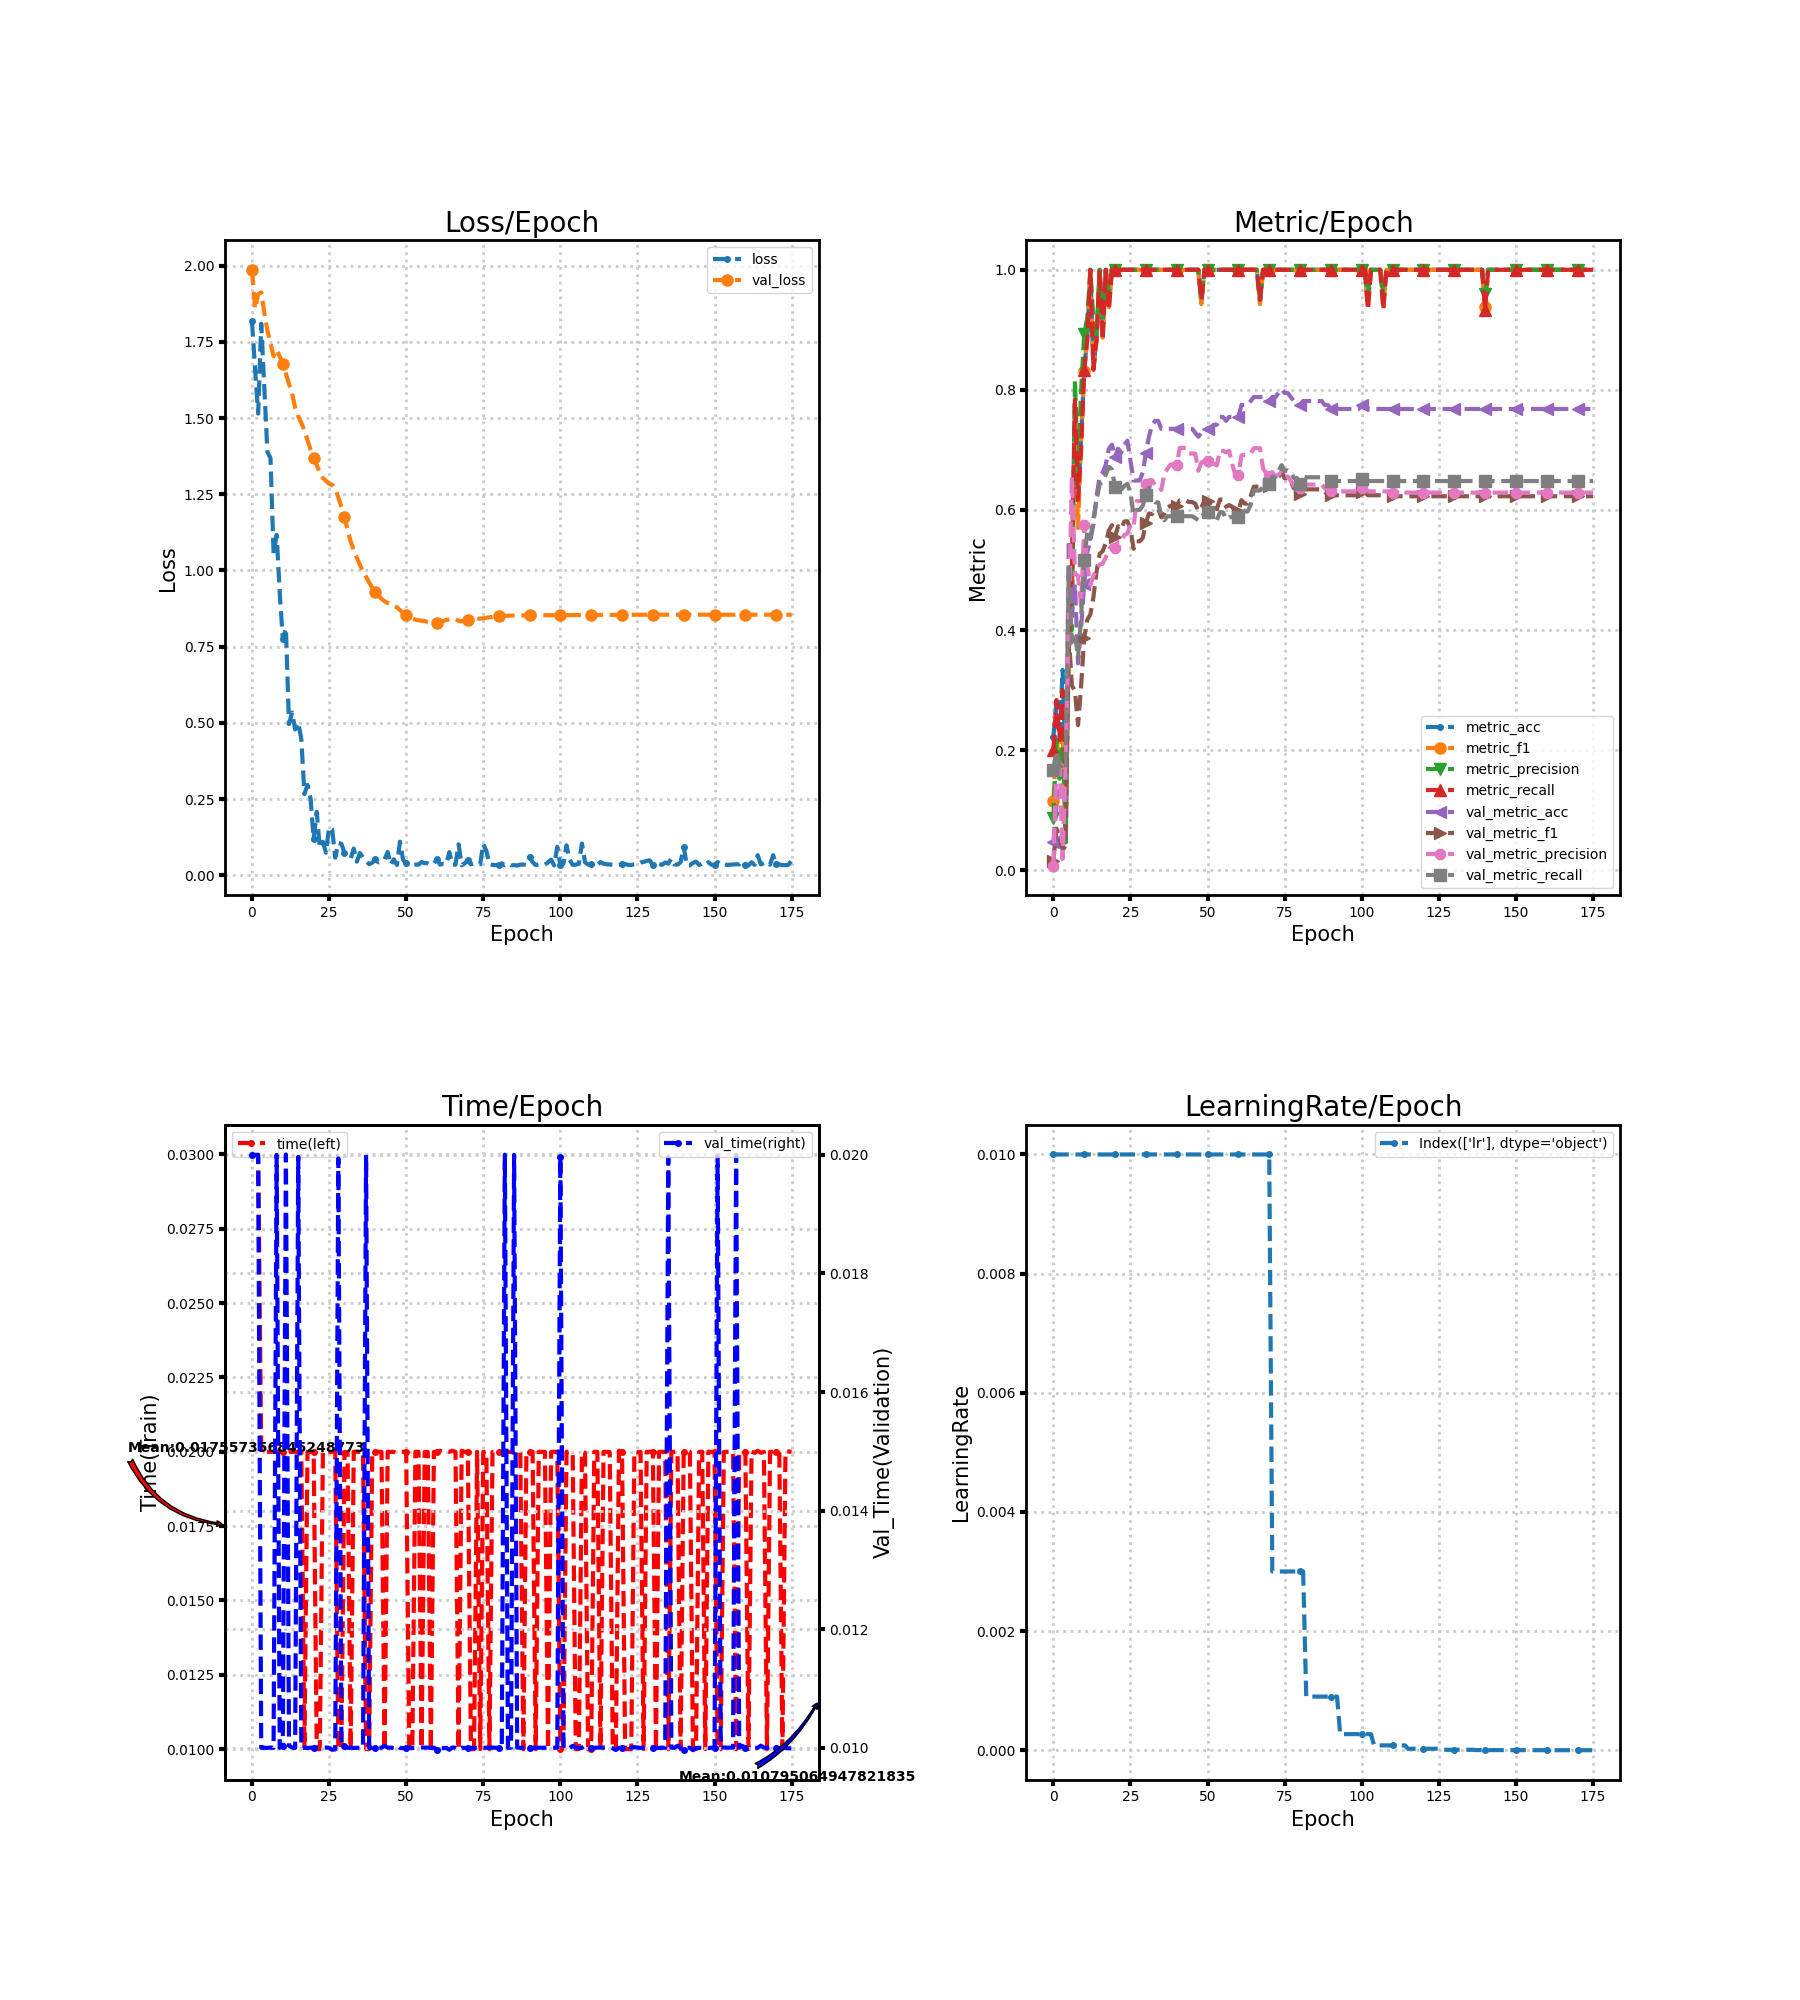 Loss/Epoch
2.00
1.75
1.50
1.25
1.00
0.75
0.50
0.25
0.00
Loss
loss
val_loss
0 25 50 75 100 125 150 175
Epoch
Metric/Epoch
1.0
0.8
0.6
0.4
0.2
0.0
Metric
metric_acc
metric_f1
metric_precision
metric_recall
val_metric_acc
val_metric_f1
val_metric_precision
val_metric_recall
0 25 50 75 100 125 150 175
Epoch
Time/Epoch
time(left)
val_time(right)
0.0300
0.0275
0.0250
0.0225
0.0200
0.0175
0.0150
0.0125
0.0100
Time(Train)
0.020
0.018
0.016
0.014
0.012
0.010
Val_Time(Validation)
Mean:0.010795064947821835
0 25 50 75 100 125 150 175
Epoch
LearningRate/Epoch
Index(['lr'], dtype='object')
0.010
0.008
0.006
0.004
0.002
0.000
LearningRate
0 25 50 75 100 125 150 175
Epoch